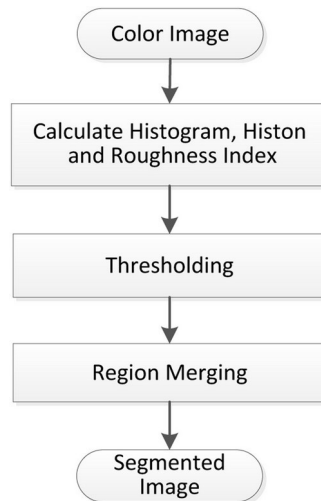 Color Image
Calculate Histogram, Histon
and Roughness Index
Thresholding
Region Merging
Segmented
Image